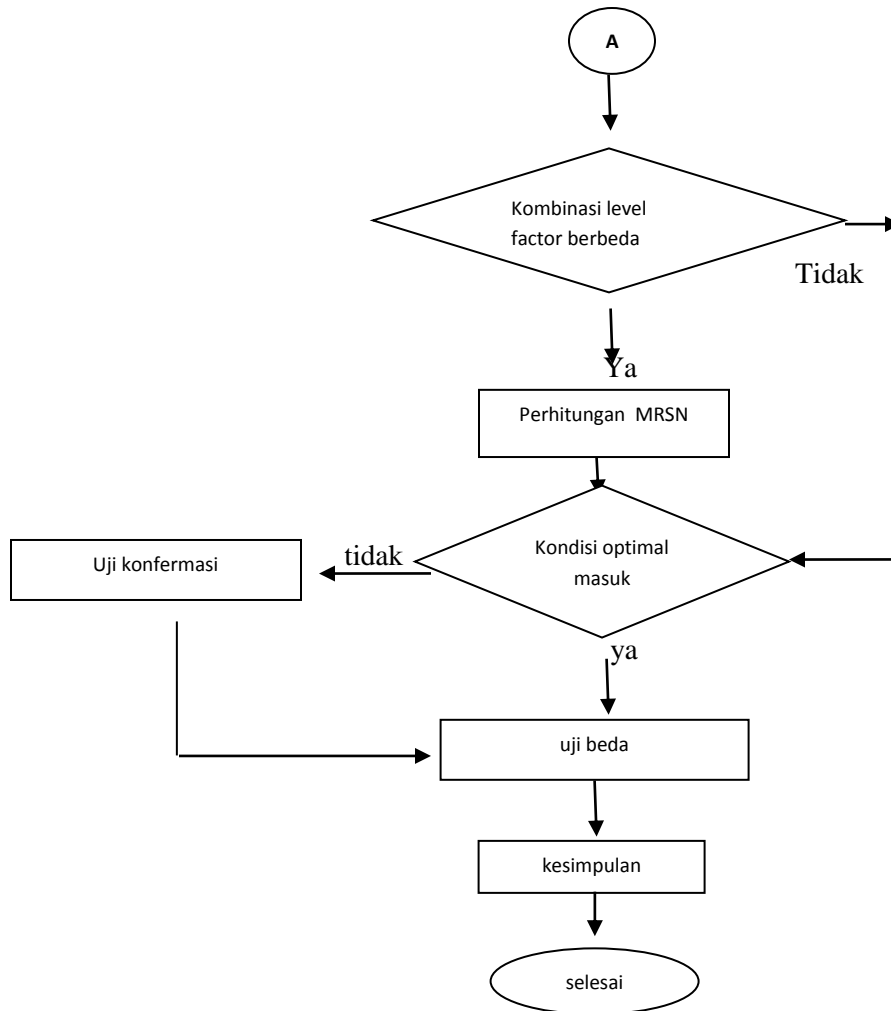 A
Kombinasi level
factor berbeda
Tidak
Ya
Perhitungan MRSN
Kondisi optimal
masuk
tidak
Uji konfermasi
ya
uji beda
kesimpulan
selesai